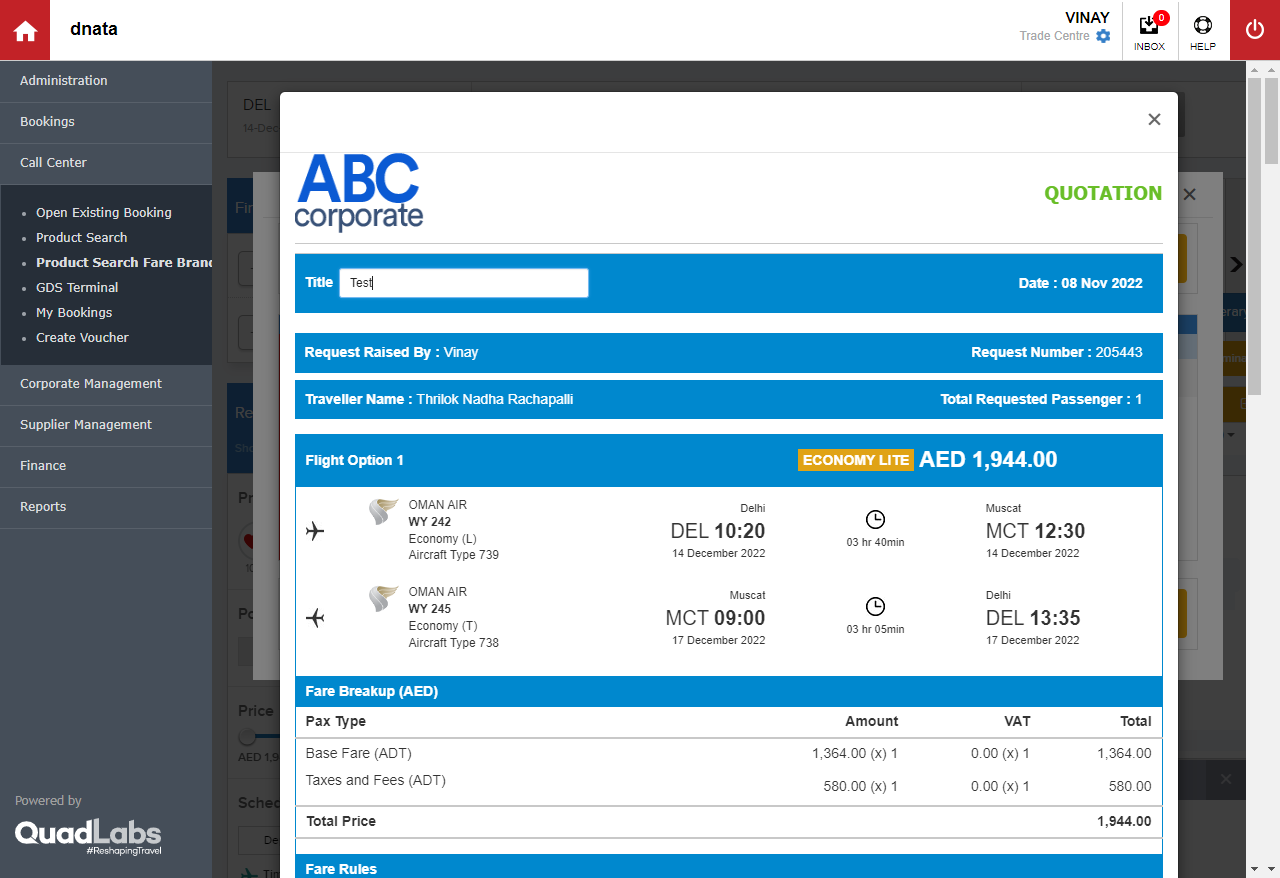 dnata
VINAY
Trade Centre
0
INBOX
HELP
Administration
Bookings
Call Center
Open Existing Booking
Product Search
Product Search Fare Brand
GDS Terminal
My Bookings
Create Voucher
Corporate Management
Supplier Management
Finance
Reports
Powered by
QuadLabs
#ReshapingTravel
DEL
14-Dec
Price
AED 1,9
Sched
De
Tim
×
ABC
corporate
QUOTATION
×
Title Test
Date : 08 Nov 2022
Request Raised By : Vinay
Request Number : 205443
Traveller Name : Thrilok Nadha Rachapalli
Total Requested Passenger : 1
Flight Option 1
ECONOMY LITE AED 1,944.00
OMAN AIR
WY 242
Economy (L)
Aircraft Type 739
Delhi
DEL 10:20
14 December 2022
03 hr 40min
Muscat
MCT 12:30
14 December 2022
OMAN AIR
WY 245
Economy (T)
Aircraft Type 738
Muscat
MCT 09:00
17 December 2022
03 hr 05min
Delhi
DEL 13:35
17 December 2022
Fare Breakup (AED)
Pax Type Amount VAT Total
Base Fare (ADT) 1,364.00 (x) 1 0.00 (x) 1 1,364.00
Taxes and Fees (ADT) 580.00 (x) 1 0.00 (x) 1 580.00
Total Price 1,944.00
Fare Rules